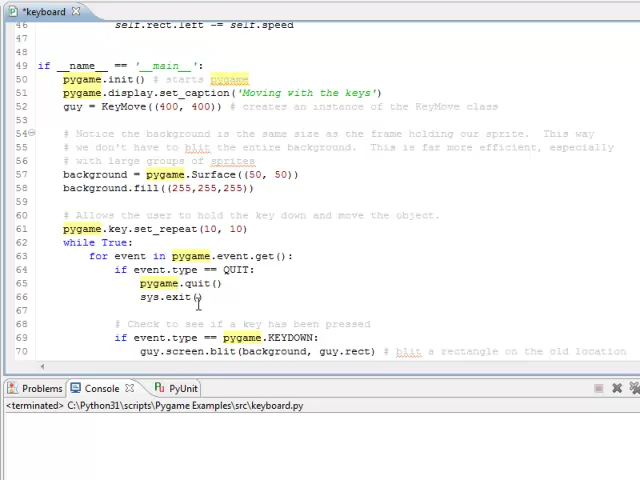 *keyboard
46 self.rect.left -= self.speed
47
48
49 if __name__ == '__main__':
50 pygame.init() # starts pygame
51 pygame.display.set_caption('Moving with the keys')
52 guy = KeyMove((400, 400)) # creates an instance of the KeyMove class
53
54 # Notice the background is the same size as the frame holding our sprite. This way
55 # we don't have to blit the entire background. This is far more efficient, especially
56 # with large groups of sprites
57 background = pygame.Surface((50, 50))
58 background.fill((255,255,255))
59
60 # Allows the user to hold the key down and move the object.
61 pygame.key.set_repeat(10, 10)
62 while True:
63 for event in pygame.event.get():
64 if event.type == QUIT:
65 pygame.quit()
66 sys.exit()
67
68 # Check to see if a key has been pressed
69 if event.type == pygame.KEYDOWN:
70 guy.screen.blit(background, guy.rect) # blit a rectangle on the old location
Problems Console PyUnit
<terminated> C:\Python31\scripts\Pygame Examples\src\keyboard.py